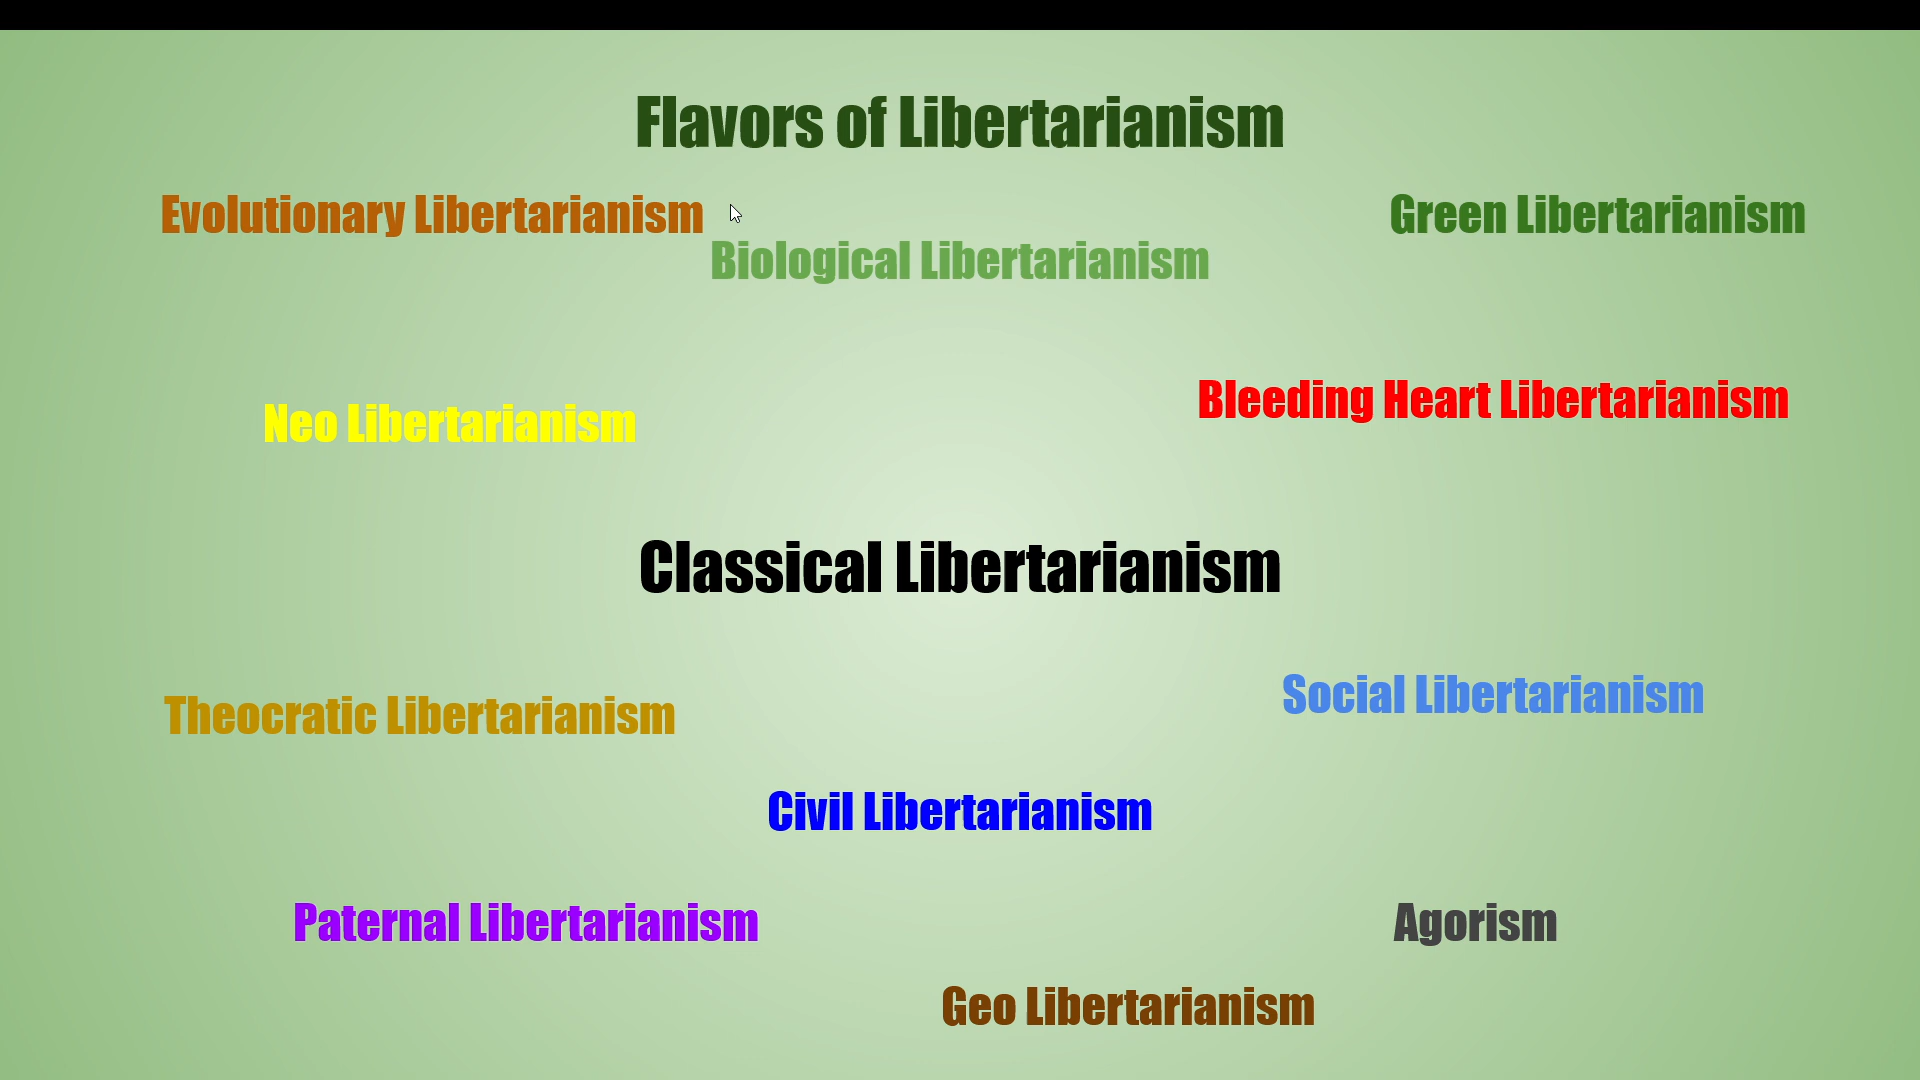 Flavors of Libertarianism
Evolutionary Libertarianism
Green Libertarianism
Biological Libertarianism
Bleeding Heart Libertarianism
Neo Libertarianism
Classical Libertarianism
Social Libertarianism
Theocratic Libertarianism
Civil Libertarianism
Paternal Libertarianism
Agorism
Geo Libertarianism